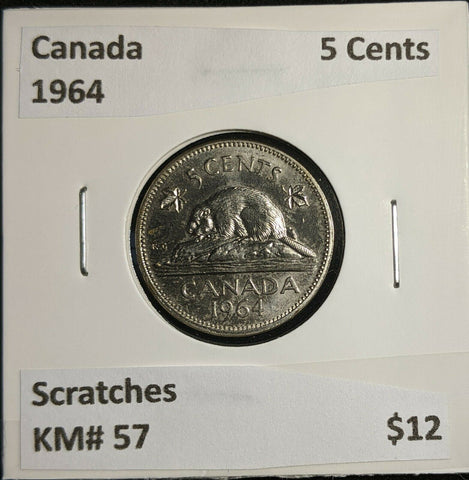 Canada 5 Cents
1964
5 CENTS
CANADA
1964
Scratches
KM# 57 $12